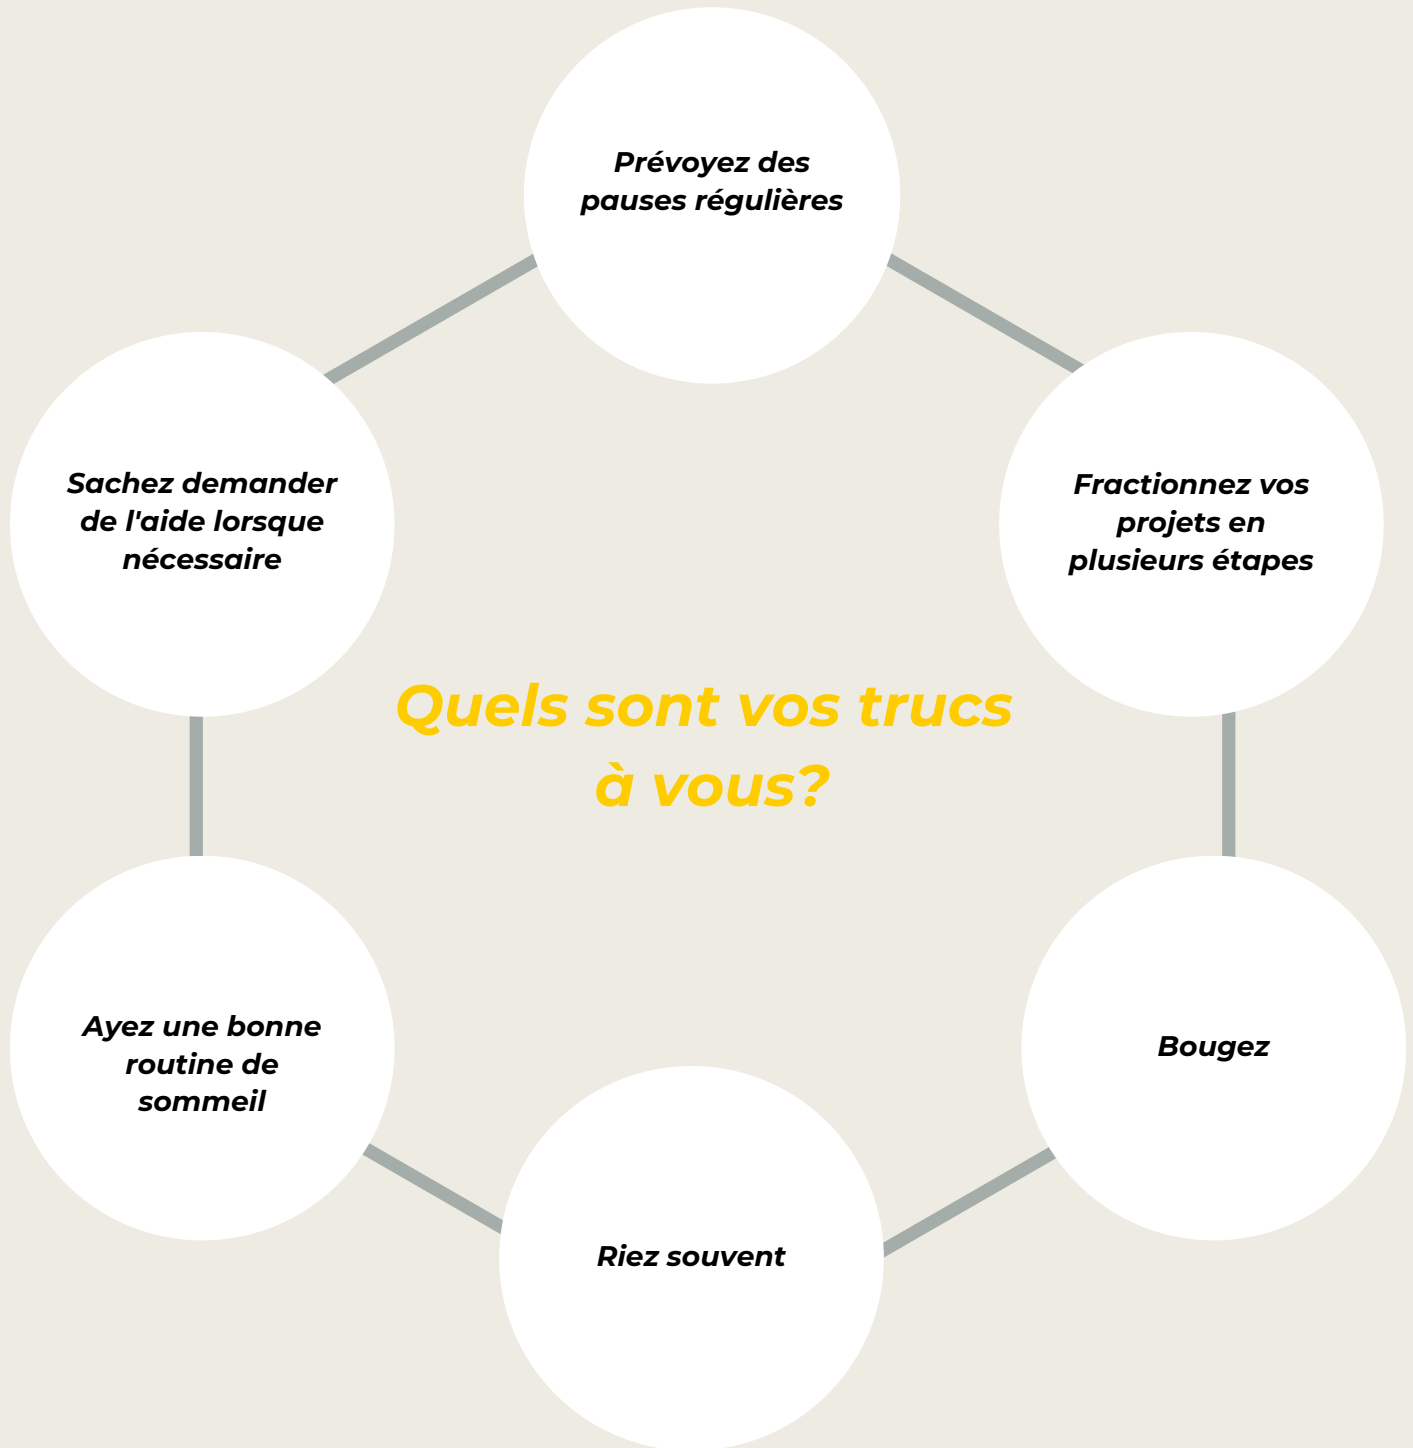 Prévoyez des
pauses régulières
Sachez demander
de l'aide lorsque
nécessaire
Fractionnez vos
projets en
plusieurs étapes
Quels sont vos trucs
à vous?
Ayez une bonne
routine de
sommeil
Bougez
Riez souvent